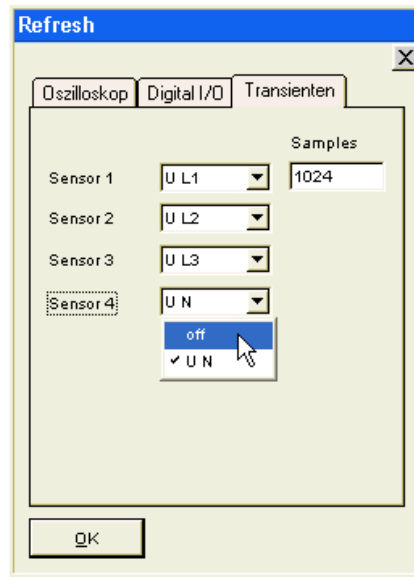 Refresh
Oszilloskop Digital I/O Transienten
Samples
Sensor 1 U L1 1024
Sensor 2 U L2
Sensor 3 U L3
Sensor 4 U N
off
✓ U N
OK